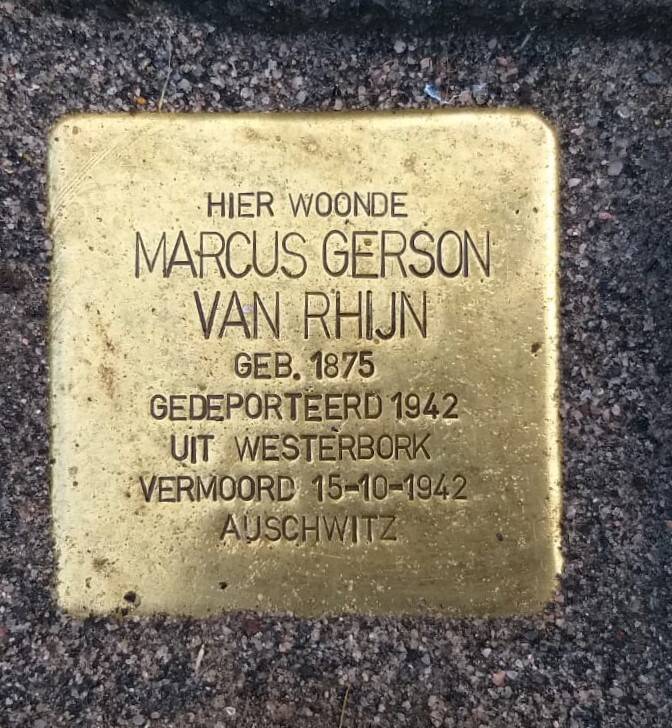 HIER WOONDE
MARCUS GERSON
VAN RHIJN
GEB. 1875
GEDEPORTEERD 1942
UIT WESTERBORK
VERMOORD 15-10-1942
AUSCHWITZ